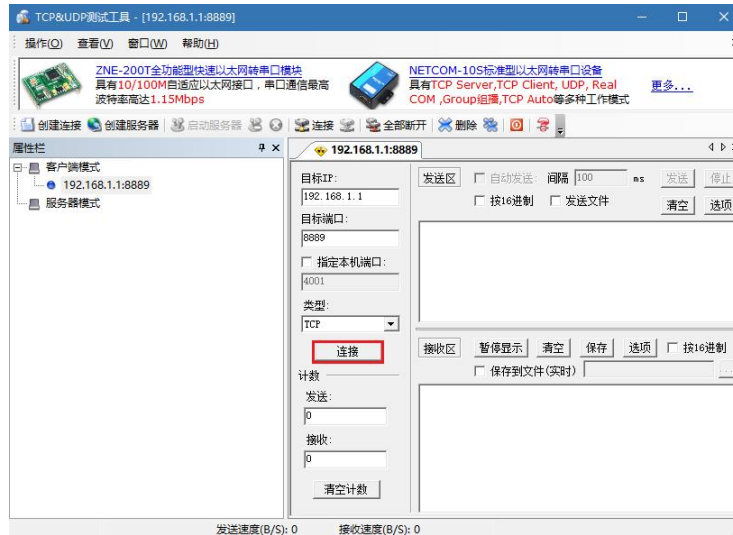 TCP&UDP测试工具 - [192.168.1.1:8889]
操作(O) 查看(V) 窗口(W) 帮助(H)
ZNE-200T全功能型快速以太网转串口模块
具有10/100M自适应以太网接口，串口通信最高
波特率高达1.15Mbps
NETCOM-10S标准型以太网转串口设备
具有TCP Server,TCP Client, UDP, Real
COM ,Group组播,TCP Auto等多种工作模式
更多...
创建连接 创建服务器 启动服务器 连接 全部断开 删除
属性栏
客户端模式
192.168.1.1:8889
服务器模式
192.168.1.1:8889
目标IP:
192.168.1.1
目标端口:
8889
指定本机端口:
4001
类型:
TCP
连接
计数
发送:
0
接收:
0
清空计数
发送区 自动发送: 间隔 100 ms 发送 停止
按16进制 发送文件 清空 选项
接收区 暂停显示 清空 保存 选项 按16进制
保存到文件(实时) ...
发送速度(B/S): 0 接收速度(B/S): 0